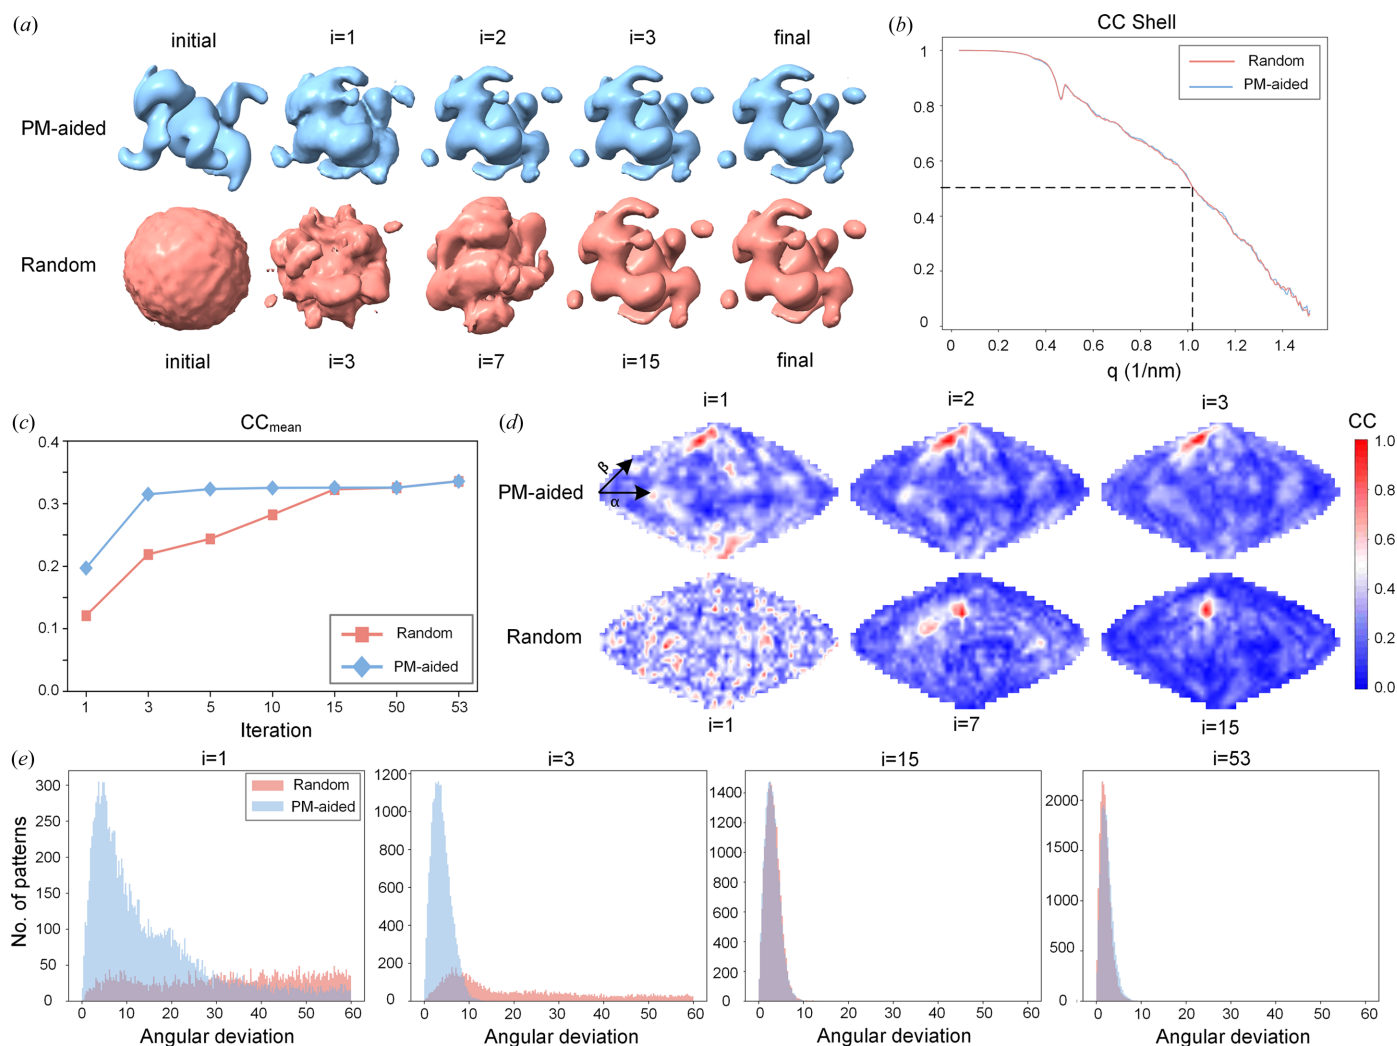 (a)
initial i=1 i=2 i=3 final
PM-aided
Random
initial i=3 i=7 i=15 final
(b)
CC Shell
Random
PM-aided
1
0.8
0.6
0.4
0.2
0
0 0.2 0.4 0.6 0.8 1.0 1.2 1.4
q (1/nm)
(c)
CCmean
0.4
0.3
0.2
0.1
0.0
Random
PM-aided
1 3 5 10 15 50 53
Iteration
(d)
i=1 i=2 i=3
PM-aided
β
α
Random
i=1 i=7 i=15
CC
1.0
0.8
0.6
0.4
0.2
0.0
(e)
i=1
Random
PM-aided
No. of patterns
300
250
200
150
100
50
0
0 10 20 30 40 50 60
Angular deviation
i=3
1200
1000
800
600
400
200
0
0 10 20 30 40 50 60
Angular deviation
i=15
1400
1200
1000
800
600
400
200
0
0 10 20 30 40 50 60
Angular deviation
i=53
2000
1500
1000
500
0
0 10 20 30 40 50 60
Angular deviation